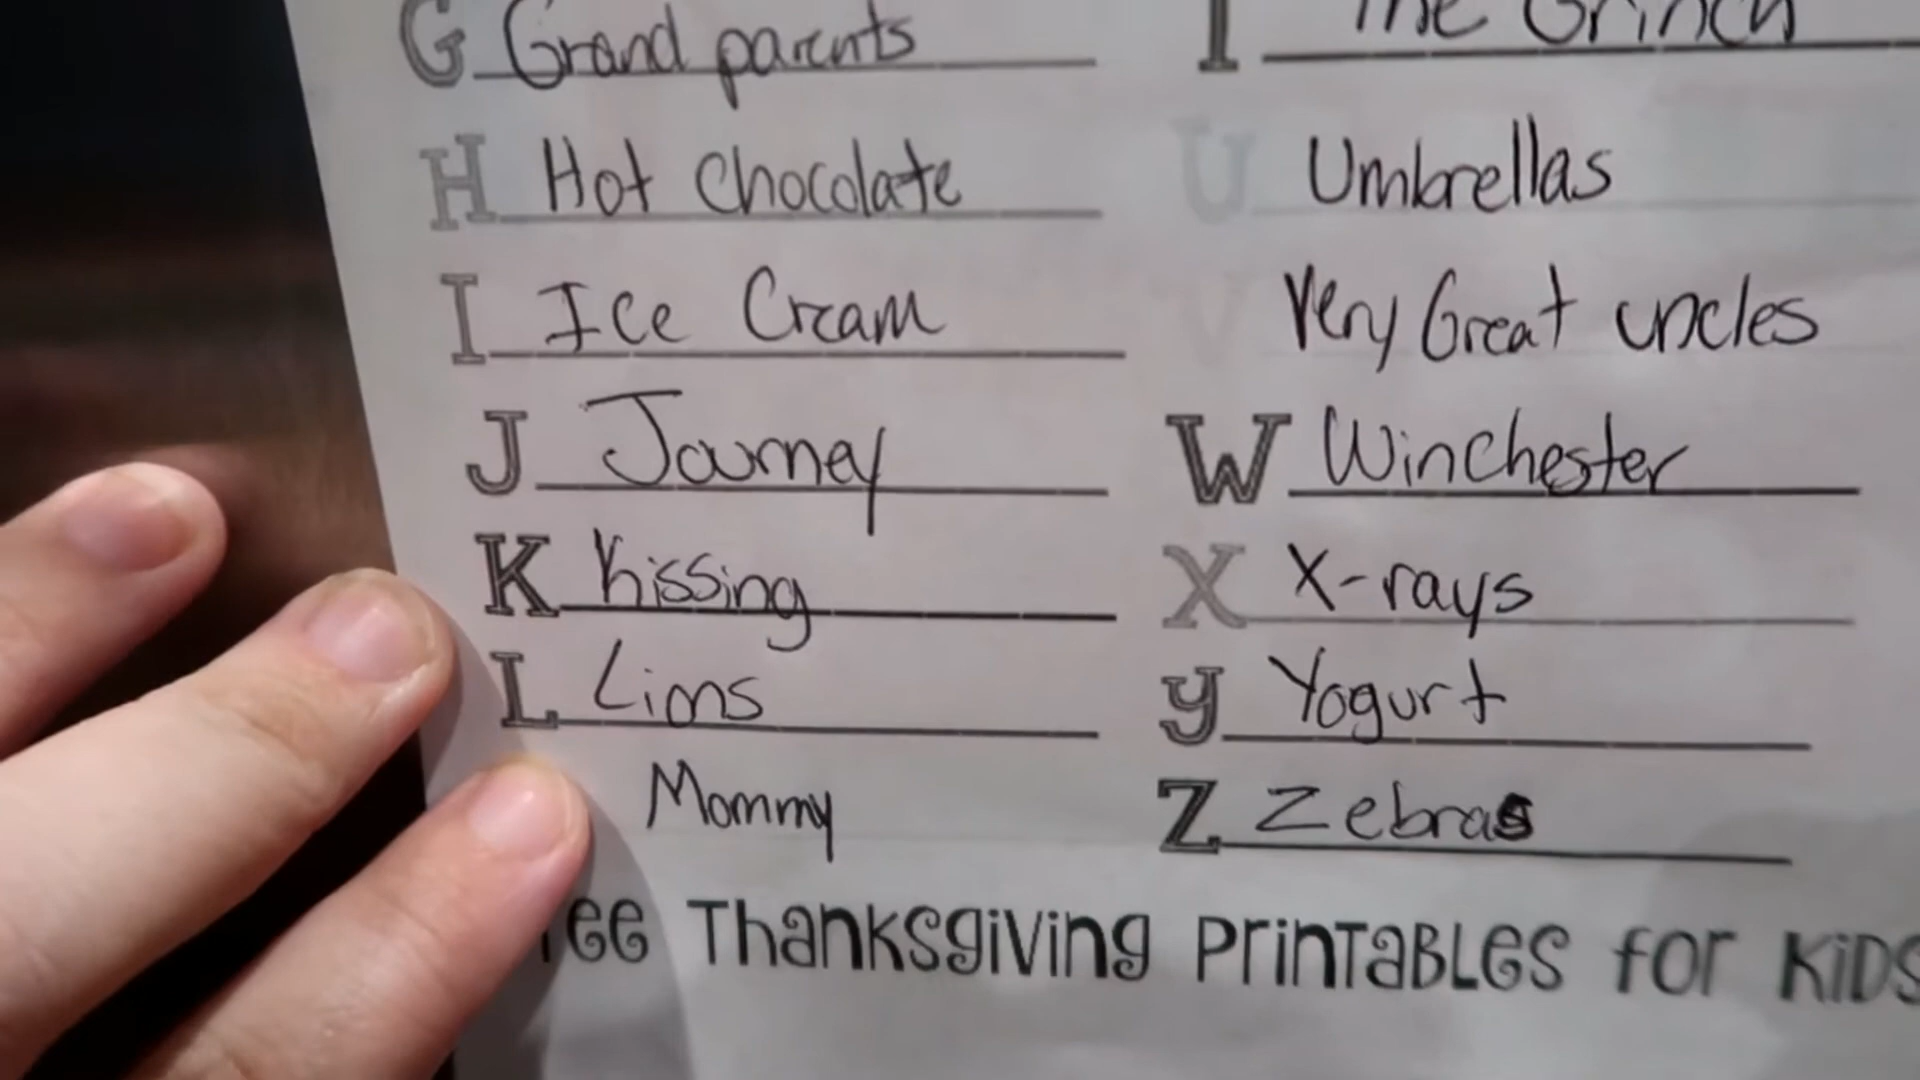 G Grand parents
H Hot Chocolate
I Ice Cream
J Journey
K Kissing
L Lions
Mommy
T The Grinch
U Umbrellas
V Very Great uncles
W Winchester
X X-rays
y Yogurt
Z Zebras
ee Thanksgiving Printables for Kids